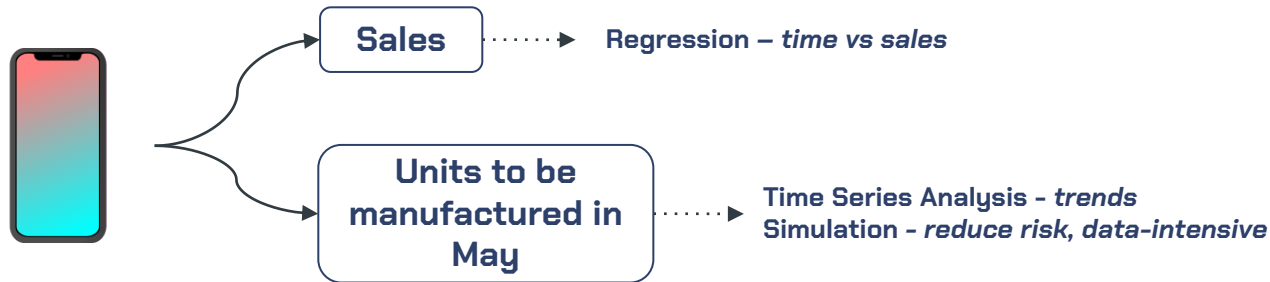 Sales
Regression – time vs sales
Units to be
manufactured in
May
Time Series Analysis - trends
Simulation - reduce risk, data-intensive